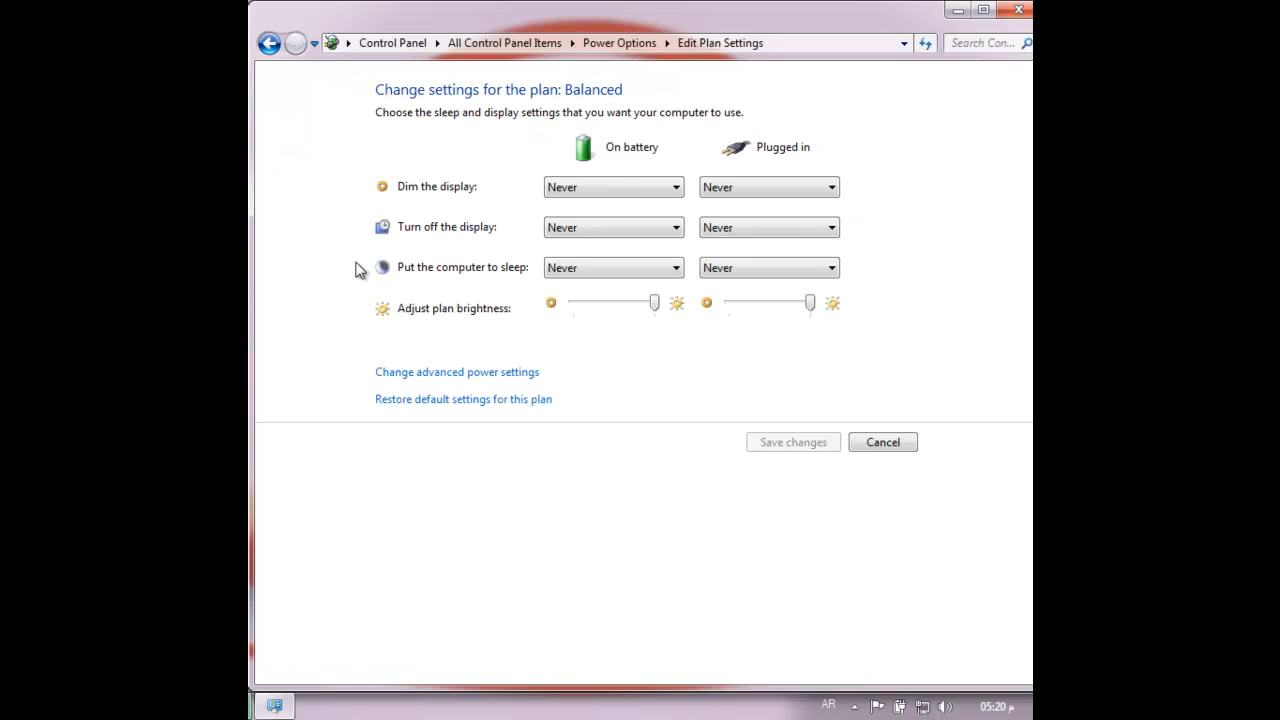 Control Panel All Control Panel Items Power Options Edit Plan Settings Search Con...
Change settings for the plan: Balanced
Choose the sleep and display settings that you want your computer to use.
On battery Plugged in
Dim the display: Never Never
Turn off the display: Never Never
Put the computer to sleep: Never Never
Adjust plan brightness:
Change advanced power settings
Restore default settings for this plan
Save changes Cancel
AR 05:20 م